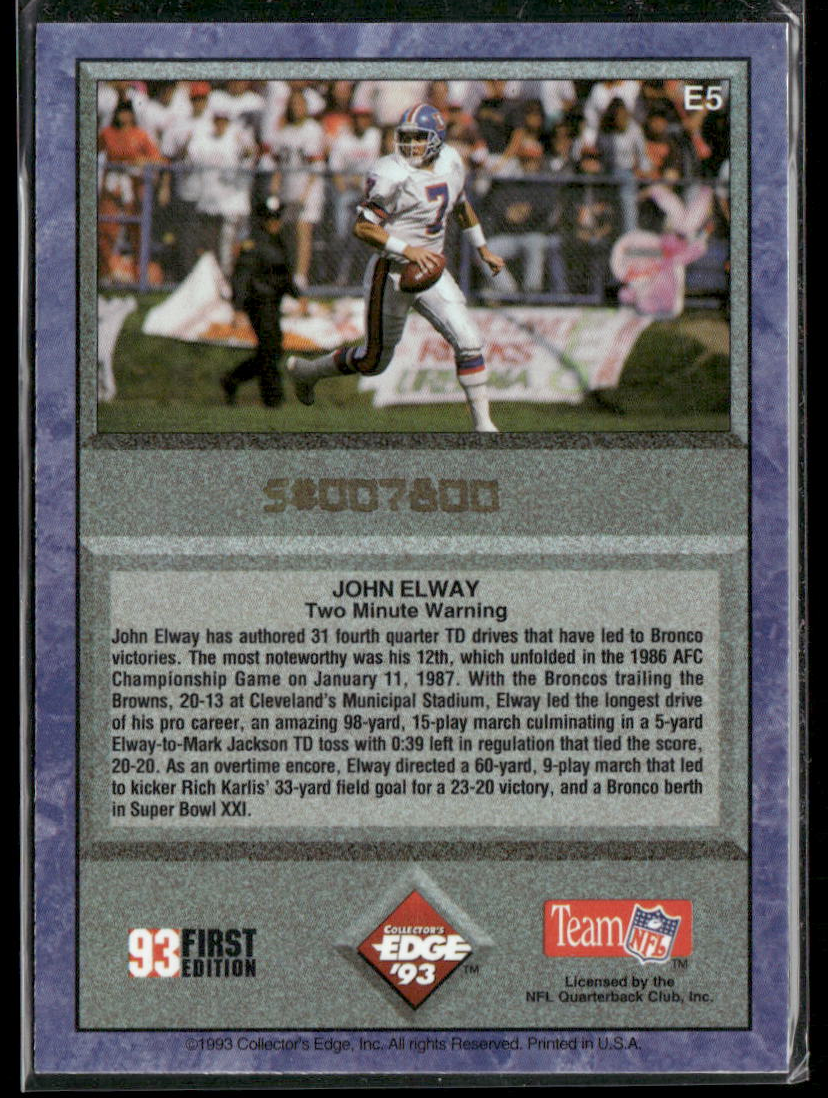 E5
S#007800
JOHN ELWAY
Two Minute Warning
John Elway has authored 31 fourth quarter TD drives that have led to Bronco
victories. The most noteworthy was his 12th, which unfolded in the 1986 AFC
Championship Game on January 11, 1987. With the Broncos trailing the
Browns, 20-13 at Cleveland's Municipal Stadium, Elway led the longest drive
of his pro career, an amazing 98-yard, 15-play march culminating in a 5-yard
Elway-to-Mark Jackson TD toss with 0:39 left in regulation that tied the score,
20-20. As an overtime encore, Elway directed a 60-yard, 9-play march that led
to kicker Rich Karlis' 33-yard field goal for a 23-20 victory, and a Bronco berth
in Super Bowl XXI.
93 FIRST
EDITION
COLLECTOR'S
EDGE
'93 TM
Team NFL TM
Licensed by the
NFL Quarterback Club, Inc.
©1993 Collector's Edge, Inc. All rights Reserved. Printed in U.S.A.
7